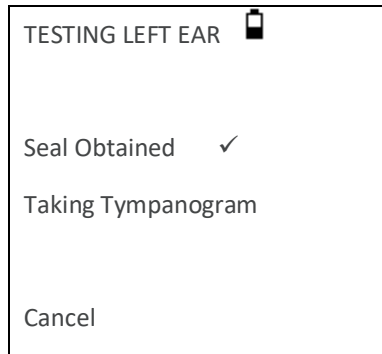 TESTING LEFT EAR
Seal Obtained ✓
Taking Tympanogram
Cancel